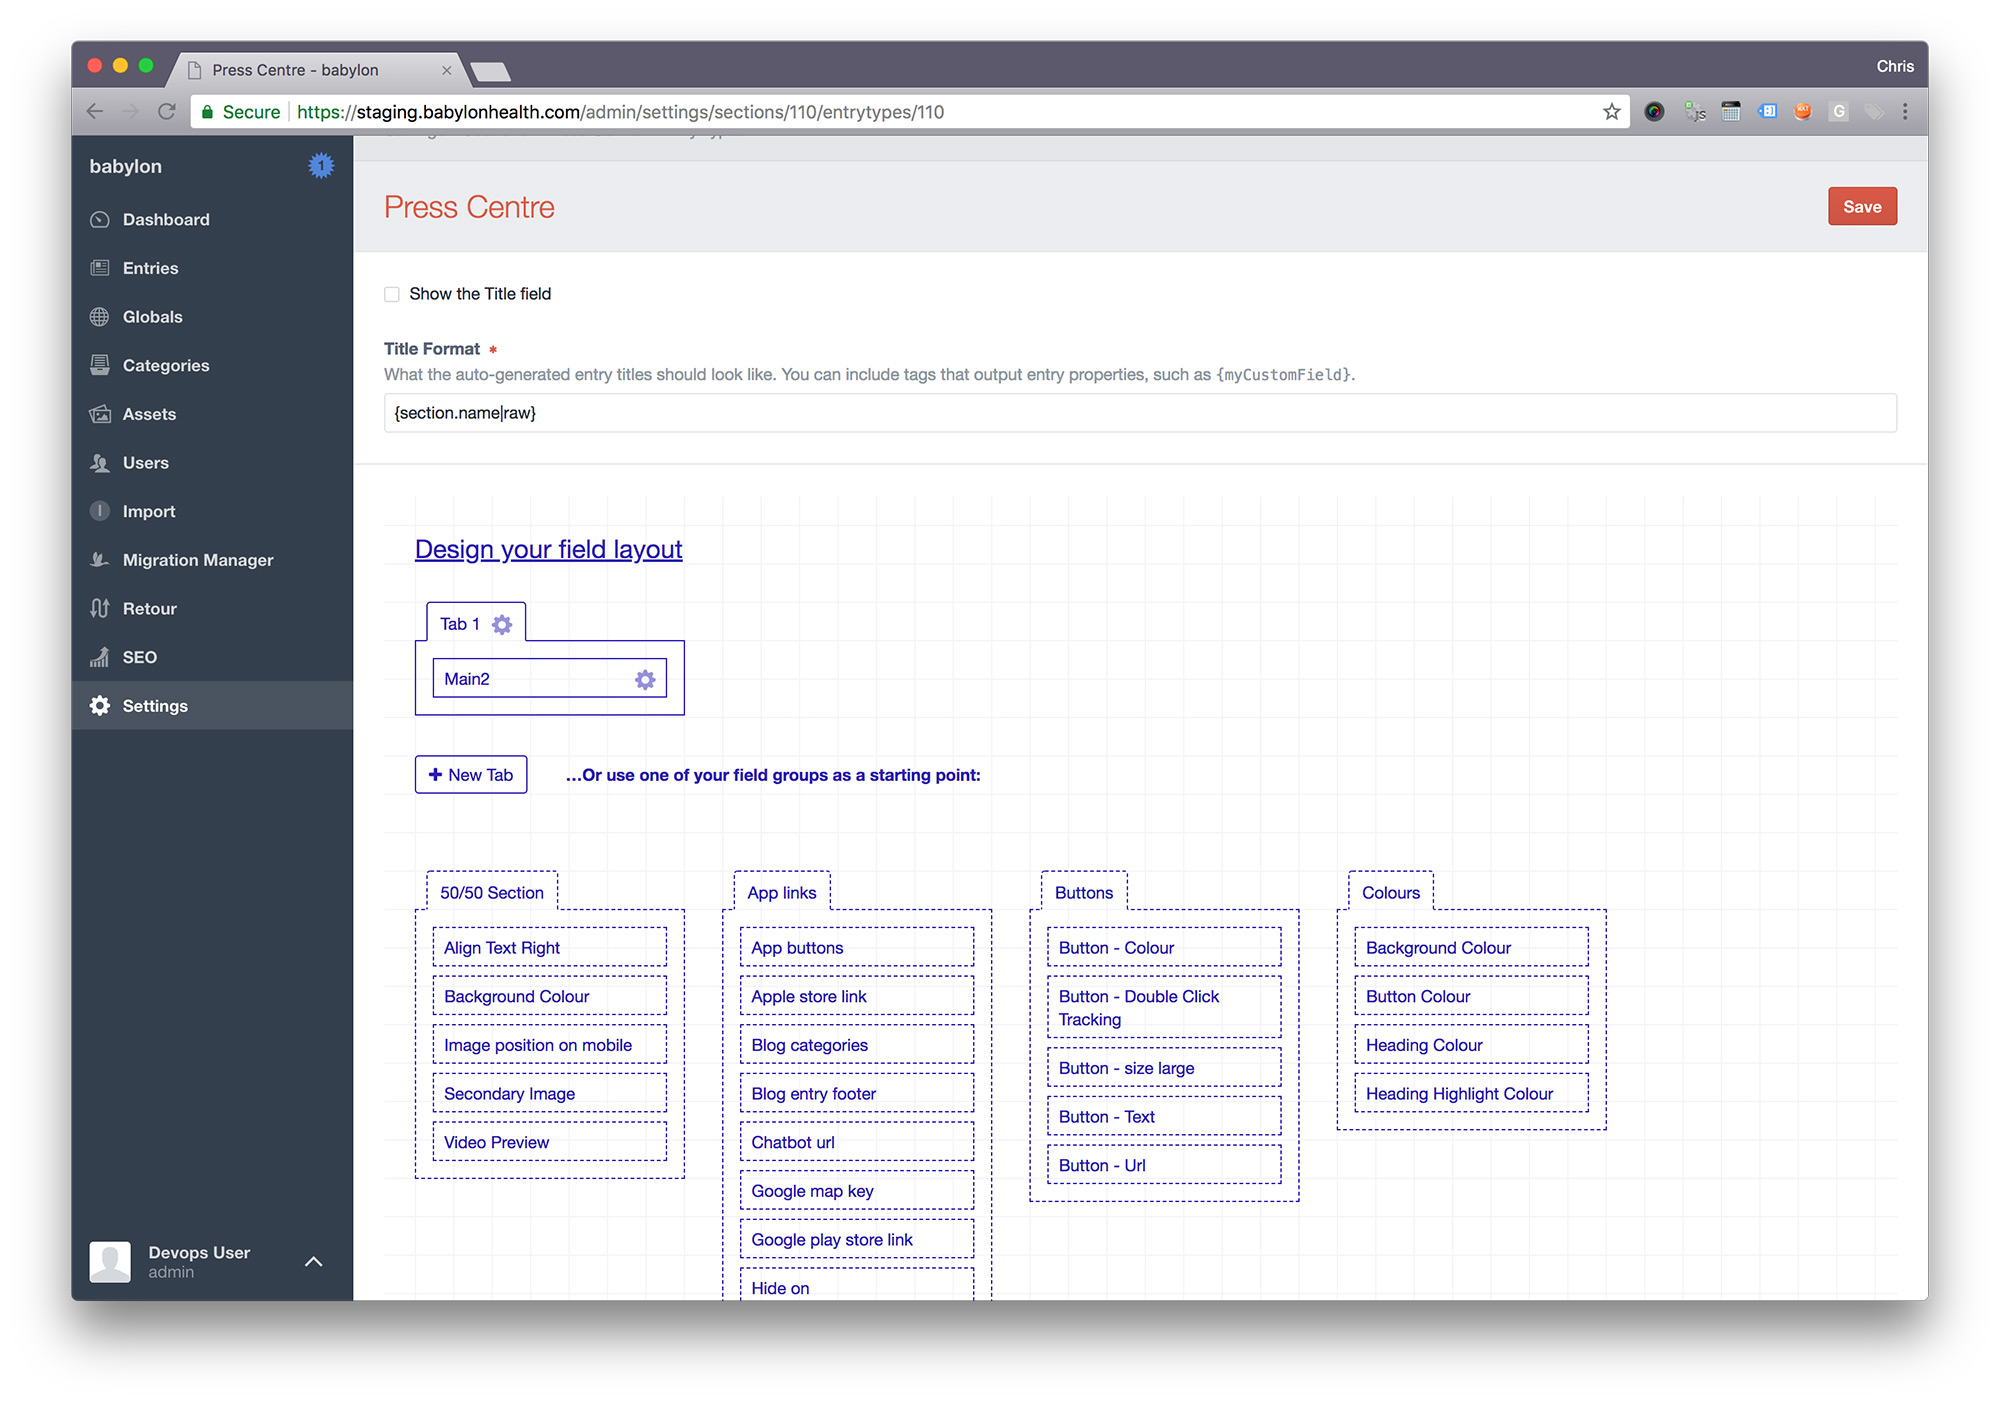 Press Centre - babylon
Chris
Secure https://staging.babylonhealth.com/admin/settings/sections/110/entrytypes/110
babylon
1
Dashboard
Entries
Globals
Categories
Assets
Users
Import
Migration Manager
Retour
SEO
Settings
Devops User
admin
Press Centre
Save
Show the Title field
Title Format *
What the auto-generated entry titles should look like. You can include tags that output entry properties, such as {myCustomField}.
{section.name|raw}
Design your field layout
Tab 1
Main2
+ New Tab
...Or use one of your field groups as a starting point:
50/50 Section
Align Text Right
Background Colour
Image position on mobile
Secondary Image
Video Preview
App links
App buttons
Apple store link
Blog categories
Blog entry footer
Chatbot url
Google map key
Google play store link
Hide on
Buttons
Button - Colour
Button - Double Click
Tracking
Button - size large
Button - Text
Button - Url
Colours
Background Colour
Button Colour
Heading Colour
Heading Highlight Colour